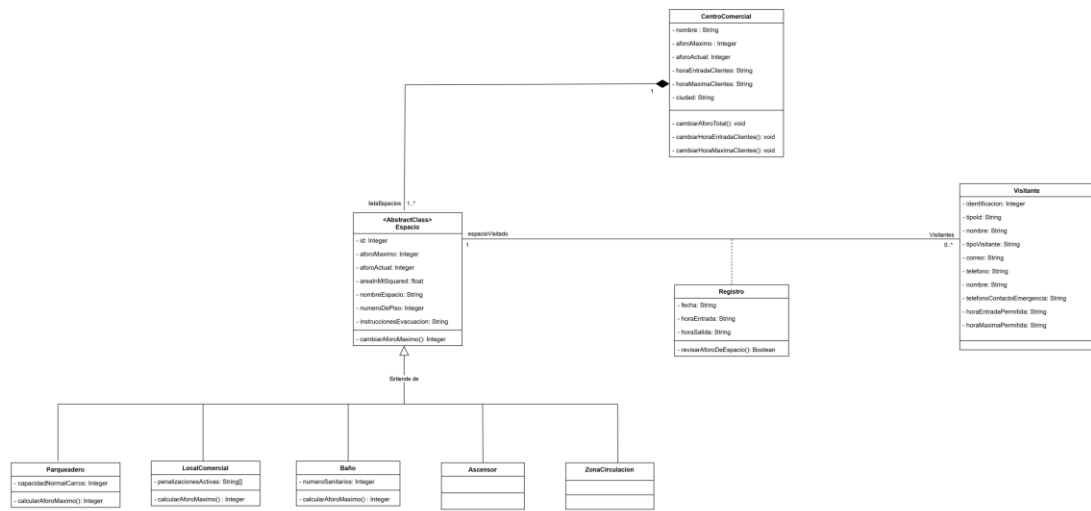 CentroComercial
- nombre : String
- aforoMaximo : Integer
- aforoActual: Integer
- horaEntradaClientes: String
- horaMaximaClientes: String
- ciudad: String
- cambiarAforoTotal(): void
- cambiarHoraEntradaClientes(): void
- cambiarHoraMaximaClientes(): void
1
listaEspacios
1..*
<AbstractClass>
Espacio
- id: Integer
- aforoMaximo: Integer
- aforoActual: Integer
- areaInMtSquared: float
- nombreEspacio: String
- numeroDePiso: Integer
- instruccionesEvacuacion: String
- cambiarAforoMaximo(): Integer
espacioVisitado
1
Visitantes
0..*
Visitante
- identificacion: Integer
- tipoId: String
- nombre: String
- tipoVisitante: String
- correo: String
- telefono: String
- nombre: String
- telefonoContactoEmergencia: String
- horaEntradaPermitida: String
- horaMaximaPermitida: String
Registro
- fecha: String
- horaEntrada: String
- horaSalida: String
- revisarAforoDeEspacio(): Boolean
Extiende de
Parqueadero
- capacidadNormalCarros: Integer
- calcularAforoMaximo(): Integer
LocalComercial
- penalizacionesActivas: String[]
- calcularAforoMaximo() : Integer
Baño
- numeroSanitarios: Integer
- calcularAforoMaximo() : Integer
Ascensor
ZonaCirculacion